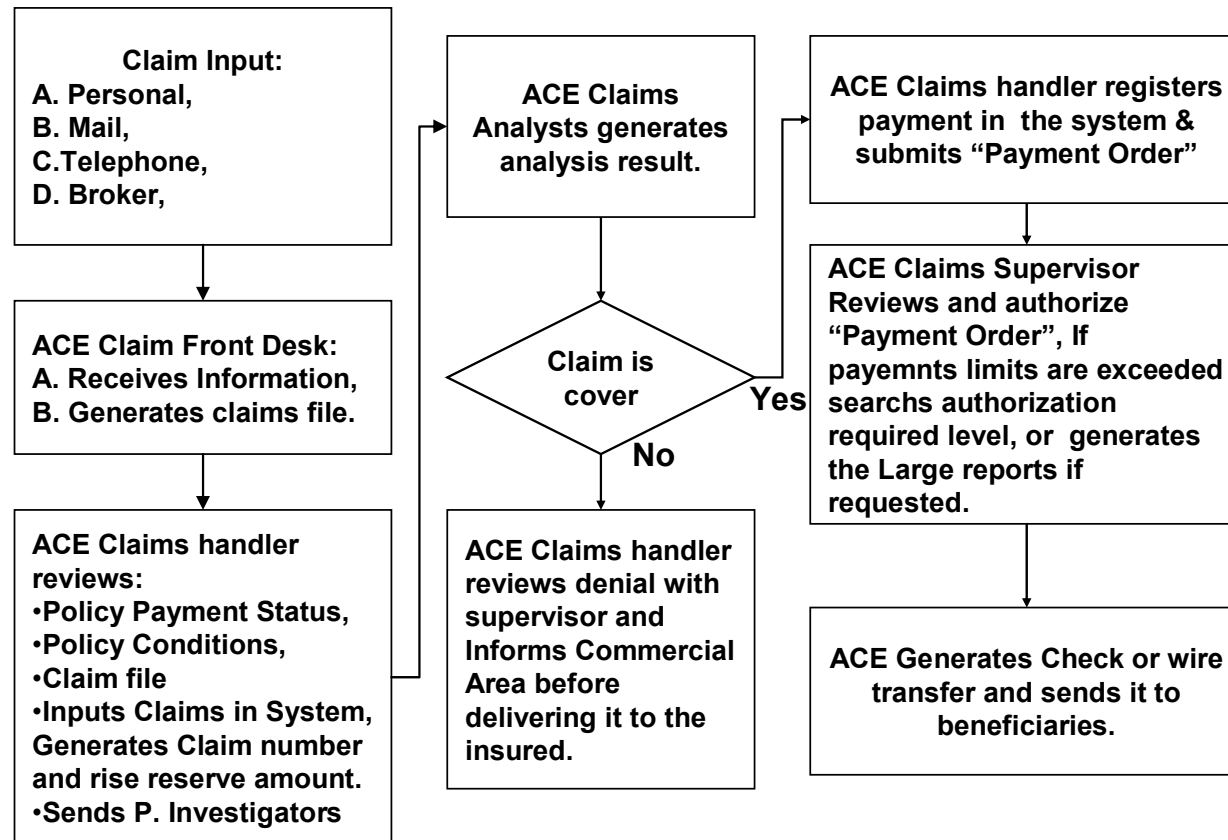 Claim Input:
A. Personal,
B. Mail,
C.Telephone,
D. Broker,
ACE Claim Front Desk:
A. Receives Information,
B. Generates claims file.
ACE Claims handler
reviews:
•Policy Payment Status,
•Policy Conditions,
•Claim file
•Inputs Claims in System,
Generates Claim number
and rise reserve amount.
•Sends P. Investigators
ACE Claims
Analysts generates
analysis result.
Claim is
cover
Yes
No
ACE Claims handler
reviews denial with
supervisor and
Informs Commercial
Area before
delivering it to the
insured.
ACE Claims handler registers
payment in the system &
submits “Payment Order”
ACE Claims Supervisor
Reviews and authorize
“Payment Order”, If
payemnts limits are exceeded
searchs authorization
required level, or generates
the Large reports if
requested.
ACE Generates Check or wire
transfer and sends it to
beneficiaries.